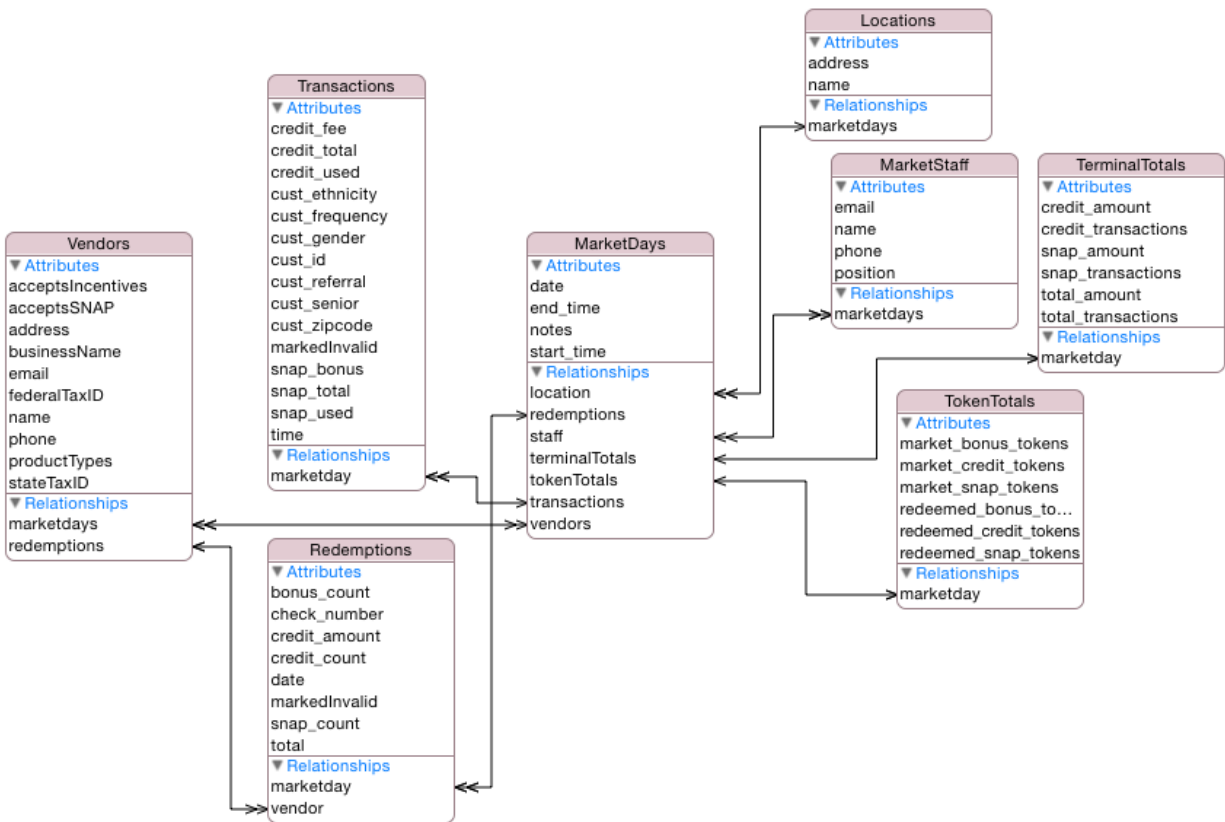 Locations
Attributes
address
name
Relationships
marketdays
Transactions
Attributes
credit_fee
credit_total
credit_used
cust_ethnicity
cust_frequency
cust_gender
cust_id
cust_referral
cust_senior
cust_zipcode
markedInvalid
snap_bonus
snap_total
snap_used
time
Relationships
marketday
MarketStaff
Attributes
email
name
phone
position
Relationships
marketdays
TerminalTotals
Attributes
credit_amount
credit_transactions
snap_amount
snap_transactions
total_amount
total_transactions
Relationships
marketday
Vendors
Attributes
acceptsIncentives
acceptsSNAP
address
businessName
email
federalTaxID
name
phone
productTypes
stateTaxID
Relationships
marketdays
redemptions
MarketDays
Attributes
date
end_time
notes
start_time
Relationships
location
redemptions
staff
terminalTotals
tokenTotals
transactions
vendors
TokenTotals
Attributes
market_bonus_tokens
market_credit_tokens
market_snap_tokens
redeemed_bonus_to...
redeemed_credit_tokens
redeemed_snap_tokens
Relationships
marketday
Redemptions
Attributes
bonus_count
check_number
credit_amount
credit_count
date
markedInvalid
snap_count
total
Relationships
marketday
vendor